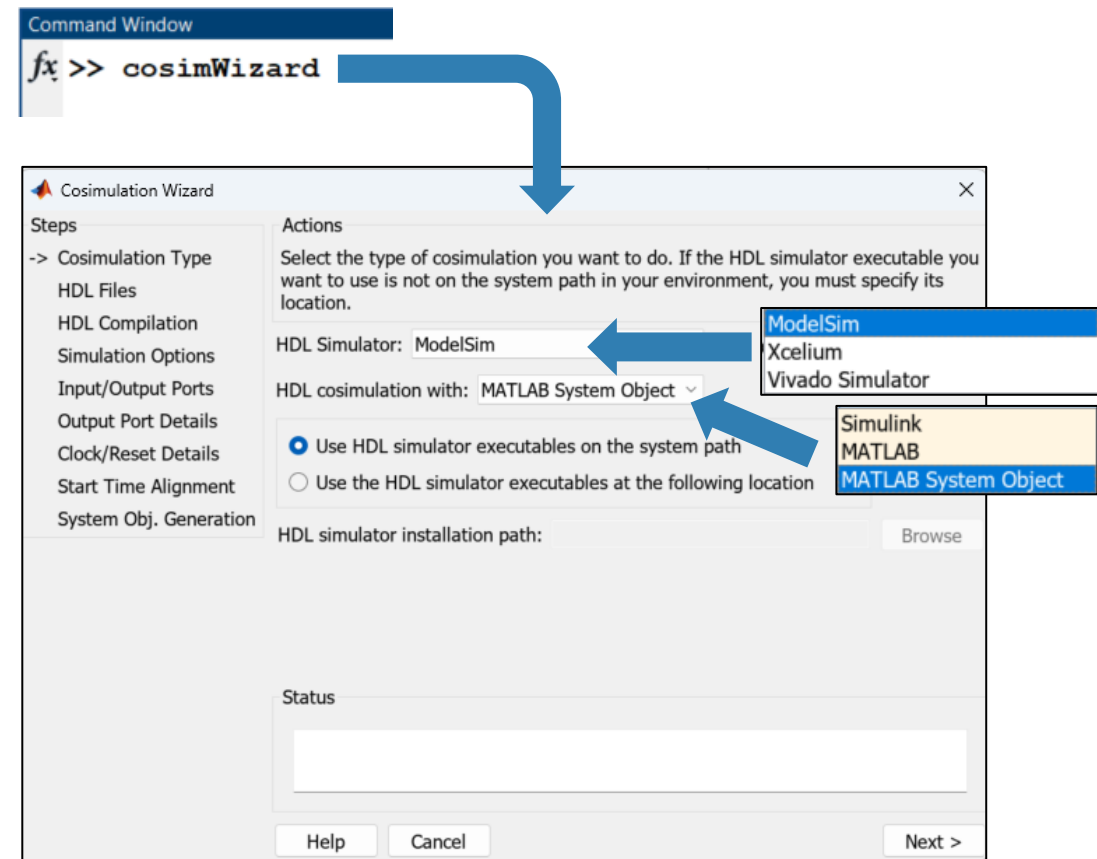 Command Window
fx >> cosimWizard
Cosimulation Wizard
Steps
-> Cosimulation Type
HDL Files
HDL Compilation
Simulation Options
Input/Output Ports
Output Port Details
Clock/Reset Details
Start Time Alignment
System Obj. Generation
Actions
Select the type of cosimulation you want to do. If the HDL simulator executable you
want to use is not on the system path in your environment, you must specify its
location.
HDL Simulator: ModelSim
ModelSim
Xcelium
Vivado Simulator
HDL cosimulation with: MATLAB System Object
Simulink
MATLAB
MATLAB System Object
Use HDL simulator executables on the system path
Use the HDL simulator executables at the following location
HDL simulator installation path:
Browse
Status
Help
Cancel
Next >